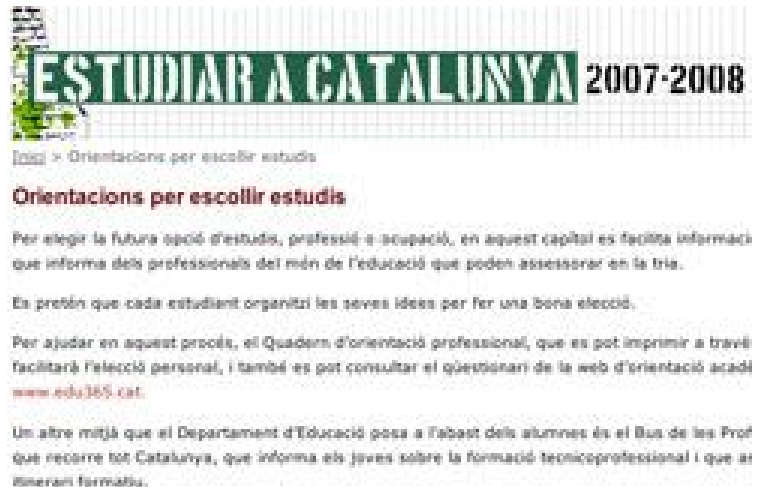 ESTUDIAR A CATALUNYA 2007-2008
Inici > Orientacions per escollir estudis
Orientacions per escollir estudis
Per elegir la futura opció d'estudis, professió o ocupació, en aquest capítol es facilita informaci
que informa dels professionals del món de l'educació que poden assessorar en la tria.
Es pretén que cada estudiant organitzi les seves idees per fer una bona elecció.
Per ajudar en aquest procés, el Quadern d'orientació professional, que es pot imprimir a travé
facilitarà l'elecció personal, i també es pot consultar el qüestionari de la web d'orientació acadè
www.edu365.cat.
Un altre mitjà que el Departament d'Educació posa a l'abast dels alumnes és el Bus de les Prof
que recorre tot Catalunya, que informa els joves sobre la formació tecnicoprofessional i que as
itinerari formatiu.